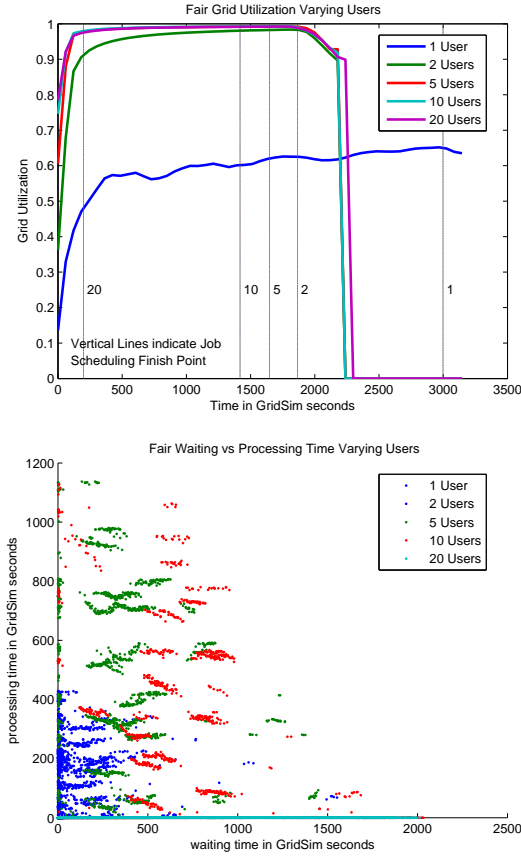 Fair Grid Utilization Varying Users
1
0.9
0.8
0.7
0.6
0.5
0.4
0.3
0.2
0.1
0
Grid Utilization
1 User
2 Users
5 Users
10 Users
20 Users
20
10
5
2
1
Vertical Lines indicate Job
Scheduling Finish Point
0
500
1000
1500
2000
2500
3000
3500
Time in GridSim seconds
Fair Waiting vs Processing Time Varying Users
1200
1000
800
600
400
200
0
processing time in GridSim seconds
1 User
2 Users
5 Users
10 Users
20 Users
0
500
1000
1500
2000
2500
waiting time in GridSim seconds